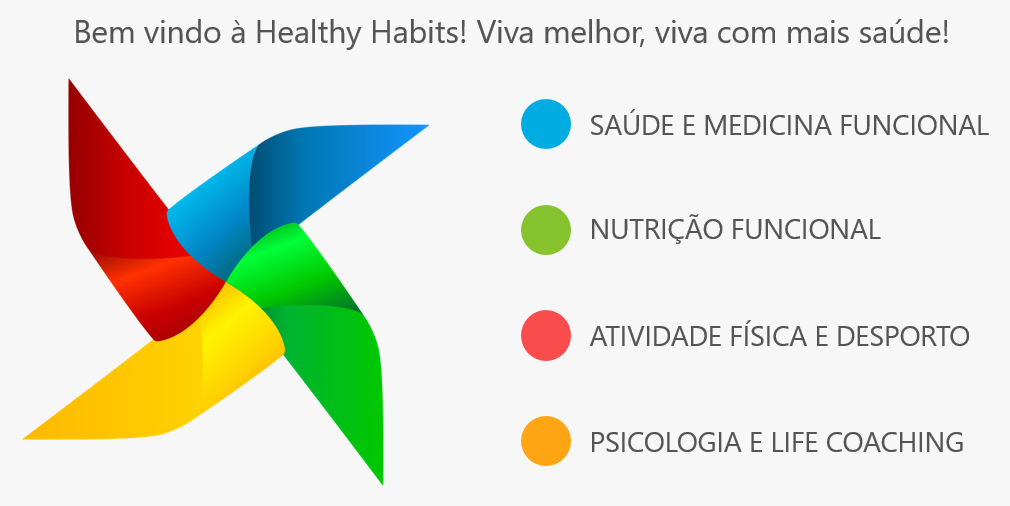 Bem vindo à Healthy Habits! Viva melhor, viva com mais saúde!
SAÚDE E MEDICINA FUNCIONAL
NUTRIÇÃO FUNCIONAL
ATIVIDADE FÍSICA E DESPORTO
PSICOLOGIA E LIFE COACHING